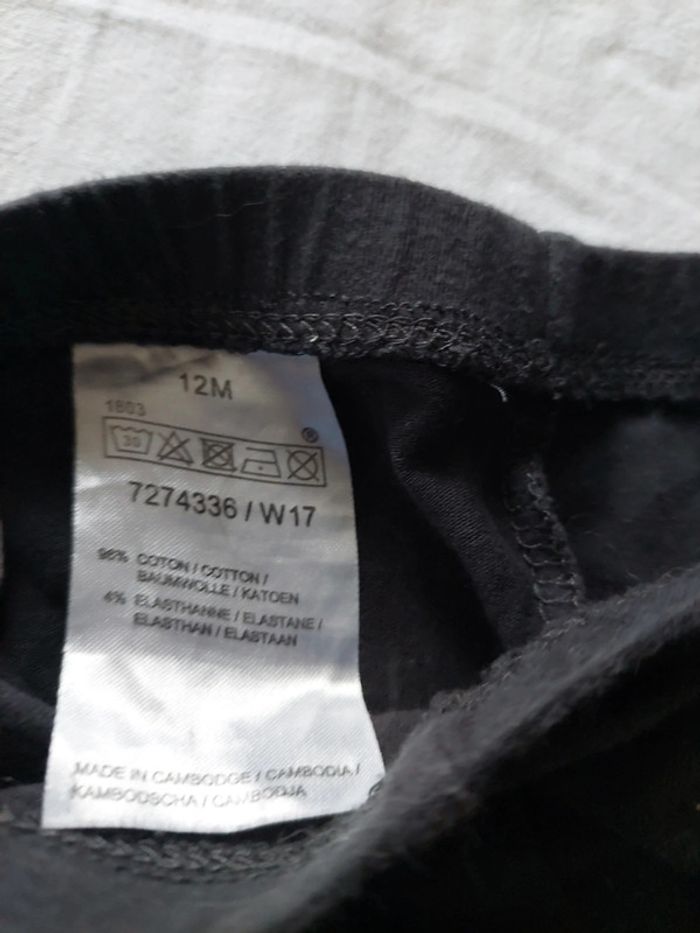 12M
1803
®
30
7274336 / W17
96% COTON / COTTON /
BAUMWOLLE / KATOEN
4% ELASTHANNE / ELASTANE /
ELASTHAN / ELASTAAN
MADE IN CAMBODGE / CAMBODIA /
KAMBODSCHA / CAMBODJA